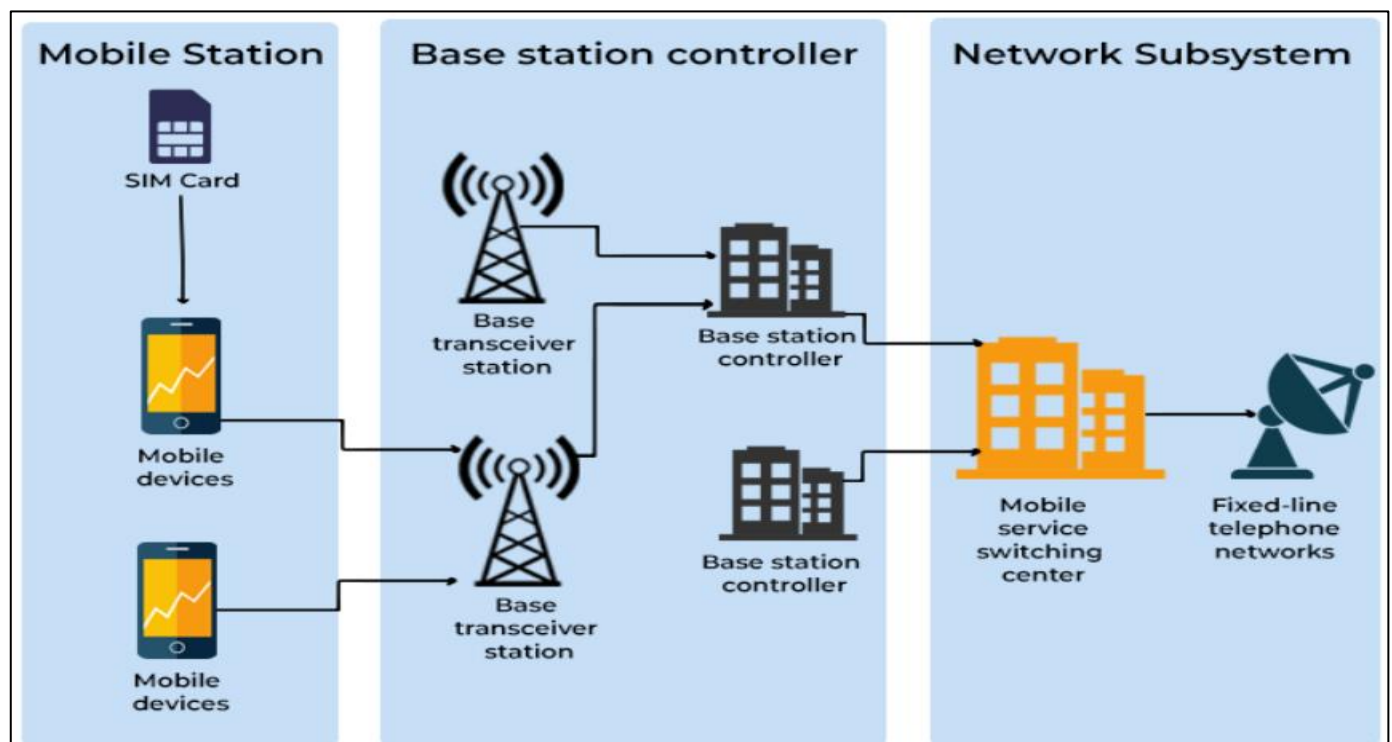 Mobile Station
SIM Card
Mobile
devices
Mobile
devices
Base station controller
Base
transceiver
station
Base
transceiver
station
Base station
controller
Base station
controller
Network Subsystem
Mobile
service
switching
center
Fixed-line
telephone
networks